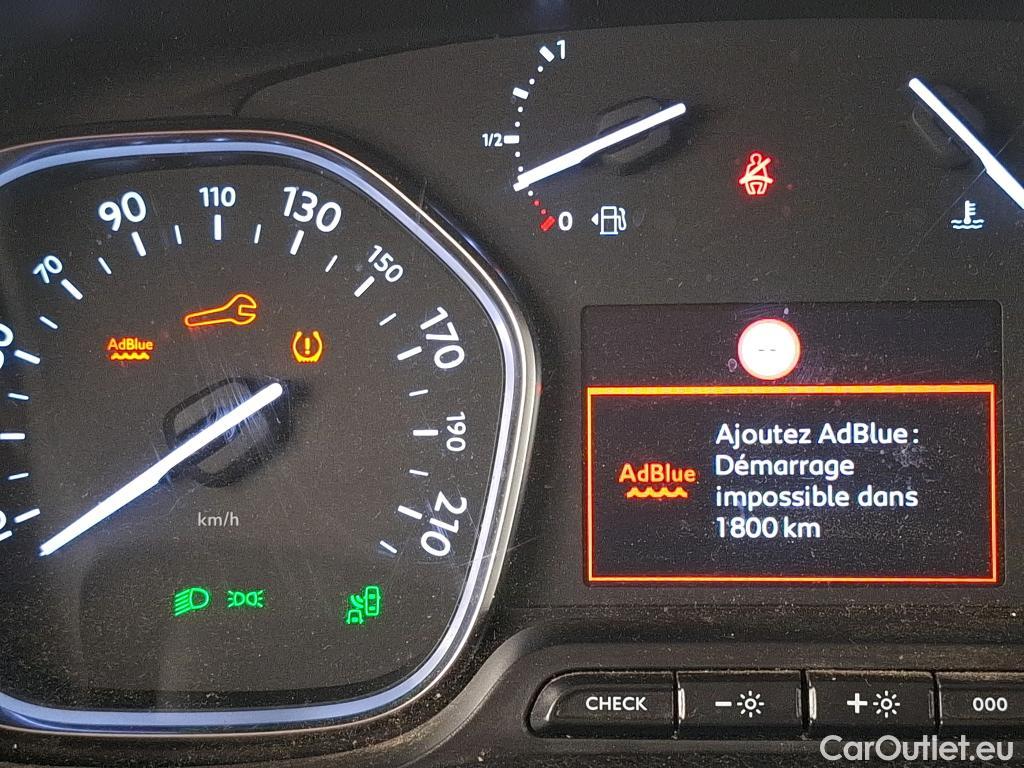 1
1/2
0
70
90
110
130
150
170
190
210
km/h
AdBlue
--
AdBlue
Ajoutez AdBlue :
Démarrage
impossible dans
1800 km
CHECK
-
+
000
CarOutlet.eu